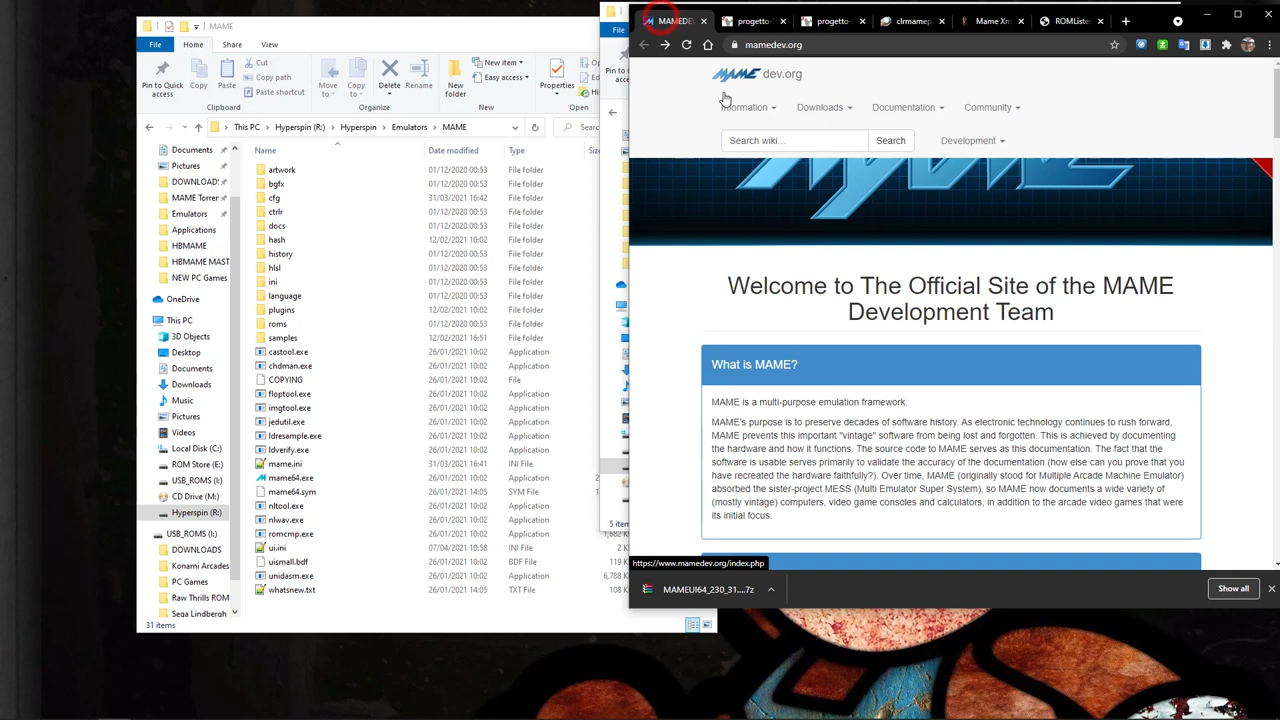 MAME
File Home Share View
Pin to Quick access
Copy
Paste
Cut
Copy path
Paste shortcut
Clipboard
Move to
Copy to
Delete
Rename
Organize
New folder
New item
Easy access
New
Properties
Open
This PC > Hyperspin (R:) > Hyperspin > Emulators > MAME
Name Date modified Type
Documents
Pictures
DOWNLOADS
MAME Torren
Emulators
Applications
HBMAME
HBMAME MAST
NEW PC Games
OneDrive
This PC
3D Objects
Desktop
Documents
Downloads
Music
Pictures
Videos
Local Disk (C:)
ROM Store (E:)
USB_ROMS (I:)
CD Drive (M:)
Hyperspin (R:)
USB_ROMS (I:)
DOWNLOADS
Konami Arcades
PC Games
Raw Thrills ROM
Sega Lindbergh
31 items
artwork 01/12/2020 00:53 File folder
bgfx 01/12/2020 00:53 File folder
cfg 31/03/2021 16:42 File folder
ctrlr 01/12/2020 00:53 File folder
docs 01/12/2020 00:53 File folder
hash 12/02/2021 10:02 File folder
history 01/12/2020 00:53 File folder
hlsl 01/12/2020 00:53 File folder
ini 01/12/2020 00:53 File folder
language 01/12/2020 00:53 File folder
plugins 12/02/2021 10:02 File folder
roms 01/12/2020 00:53 File folder
samples 12/02/2021 16:51 File folder
castool.exe 26/01/2021 10:02 Application
chdman.exe 26/01/2021 10:02 Application
COPYING 26/01/2021 10:02 File
floptool.exe 26/01/2021 10:02 Application
imgtool.exe 26/01/2021 10:02 Application
jedutil.exe 26/01/2021 10:02 Application
ldresample.exe 26/01/2021 10:02 Application
ldverify.exe 26/01/2021 10:02 Application
mame.ini 31/03/2021 16:41 INI File
mame64.exe 26/01/2021 10:02 Application
mame64.sym 26/01/2021 14:05 SYM File
nltool.exe 26/01/2021 10:02 Application
nlwav.exe 26/01/2021 10:02 Application
romcmp.exe 26/01/2021 10:02 Application 1,682 K
ui.ini 07/04/2021 10:58 INI File 2 K
uismall.bdf 26/01/2021 10:02 BDF File 119 K
unidasm.exe 26/01/2021 10:02 Application 6,788 K
whatsnew.txt 26/01/2021 14:05 TXT File 108 K
File
5 item
MAMEDE progetto- progetto- clrmamep Mame Xm ROMListe
mamedev.org
MAME dev.org
Information Downloads Documentation Community
Search wiki... Search Development
Welcome to The Official Site of the MAME
Development Team
What is MAME?
MAME is a multi-purpose emulation framework.
MAME's purpose is to preserve decades of software history. As electronic technology continues to rush forward,
MAME prevents this important "vintage" software from being lost and forgotten. This is achieved by documenting
the hardware and how it functions. The source code to MAME serves as this documentation. The fact that the
software is usable serves primarily to validate the accuracy of the documentation (how else can you prove that you
have recreated the hardware faithfully?). Over time, MAME (originally stood for Multiple Arcade Machine Emulator)
absorbed the sister-project MESS (Multi Emulator Super System), so MAME now documents a wide variety of
(mostly vintage) computers, video game consoles and calculators, in addition to the arcade video games that were
its initial focus.
https://www.mamedev.org/index.php
MAMEUI64_230_31....7z
Show all